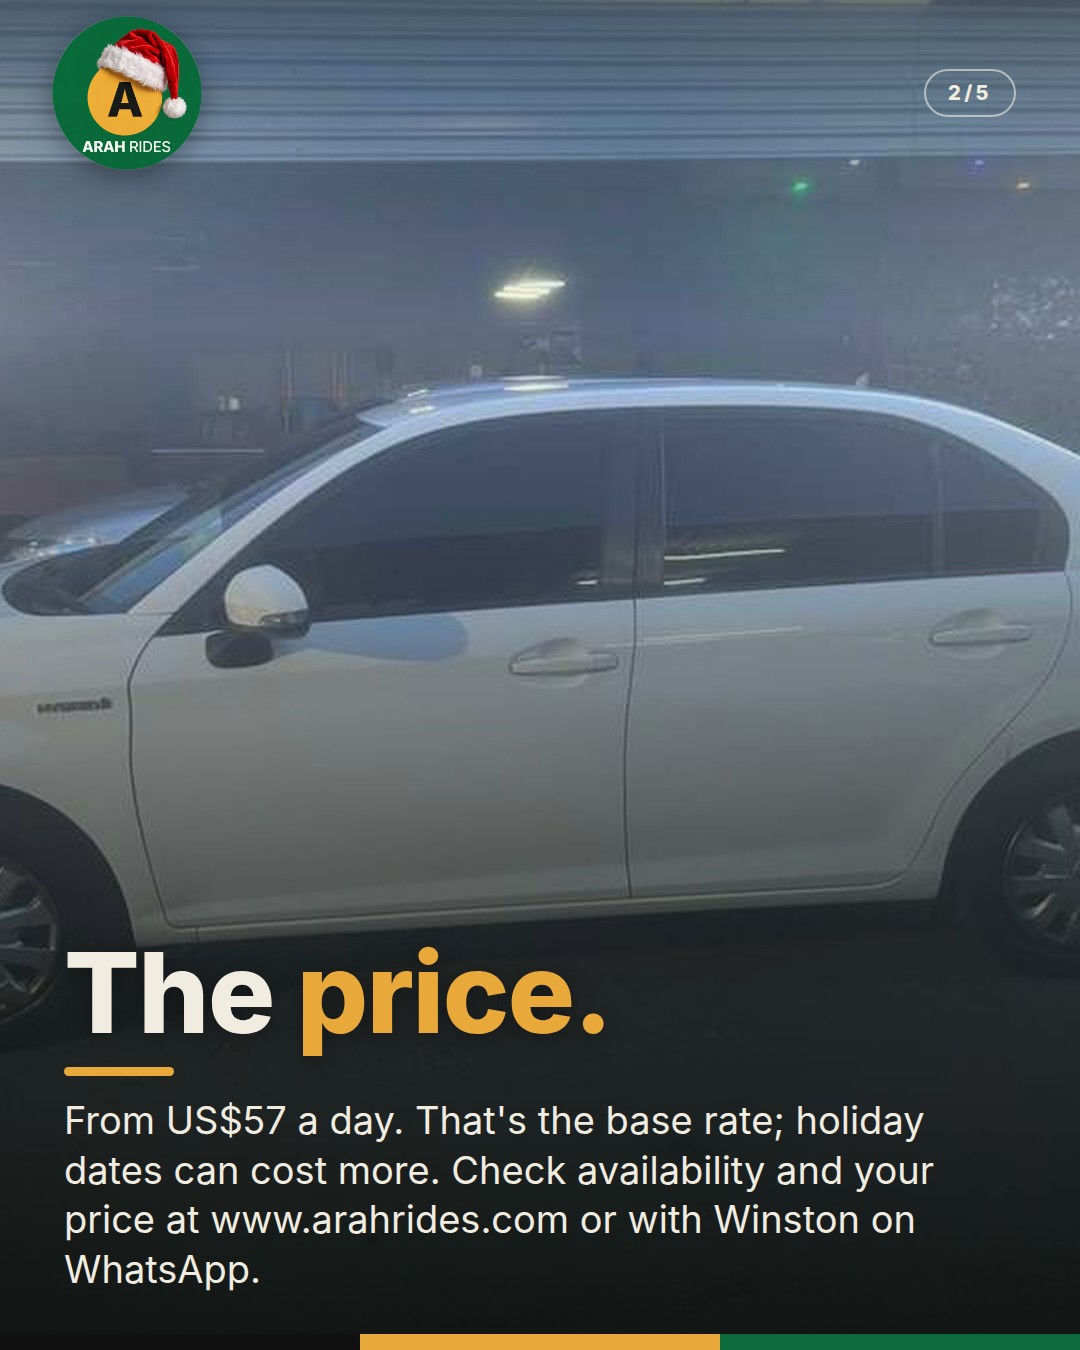 A
ARAH RIDES
2/5
The price.
From US$57 a day. That's the base rate; holiday
dates can cost more. Check availability and your
price at www.arahrides.com or with Winston on
WhatsApp.